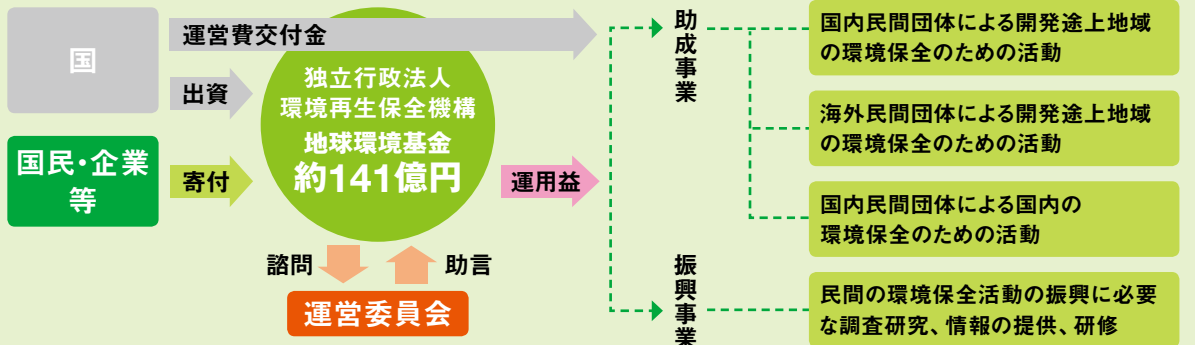 国
運営費交付金
出資
独立行政法人
環境再生保全機構
地球環境基金
約141億円
国民・企業
等
寄付
運用益
諮問
助言
運営委員会
助成事業
国内民間団体による開発途上地域
の環境保全のための活動
海外民間団体による開発途上地域
の環境保全のための活動
国内民間団体による国内の
環境保全のための活動
振興事業
民間の環境保全活動の振興に必要
な調査研究、情報の提供、研修